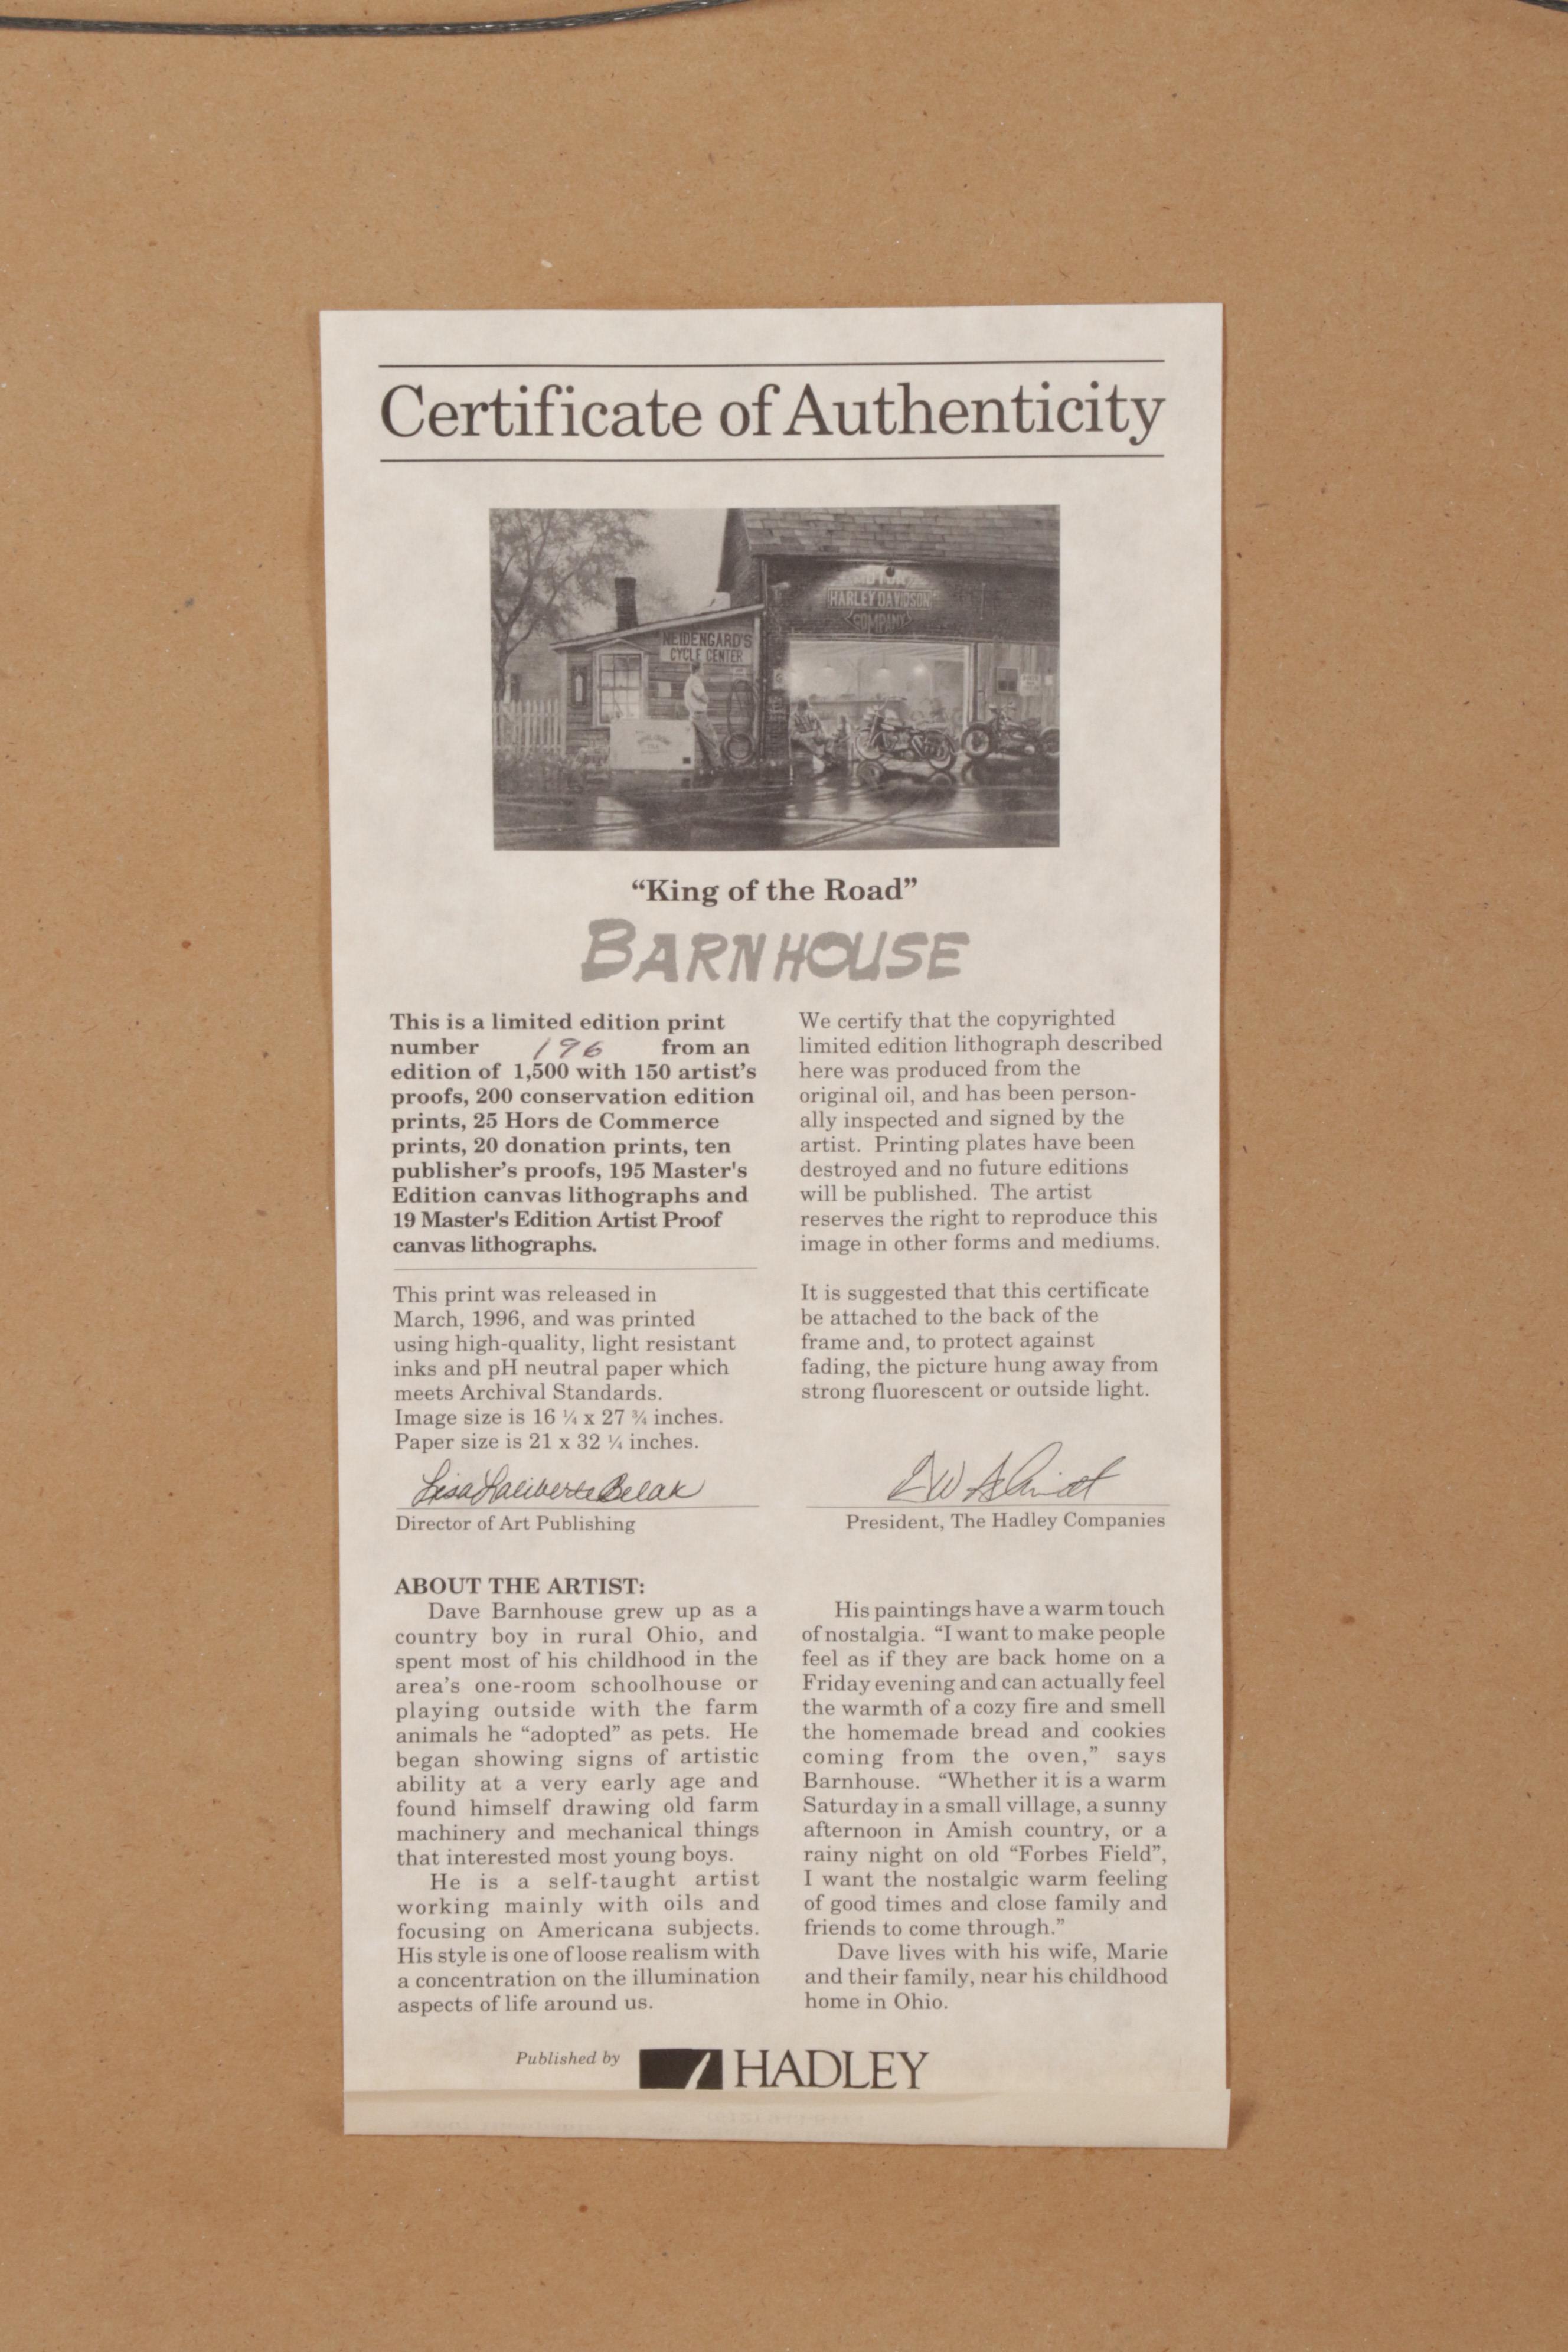 Certificate of Authenticity
MOTOR
HARLEY DAVIDSON
COMPANY
NEIDENGARD'S
CYCLE CENTER
“King of the Road”
BARNHOUSE
This is a limited edition print
number 196 from an
edition of 1,500 with 150 artist’s
proofs, 200 conservation edition
prints, 25 Hors de Commerce
prints, 20 donation prints, ten
publisher’s proofs, 195 Master's
Edition canvas lithographs and
19 Master's Edition Artist Proof
canvas lithographs.
This print was released in
March, 1996, and was printed
using high-quality, light resistant
inks and pH neutral paper which
meets Archival Standards.
Image size is 16 ¼ x 27 ¾ inches.
Paper size is 21 x 32 ¼ inches.
Lisa Laliberte Belak
Director of Art Publishing
We certify that the copyrighted
limited edition lithograph described
here was produced from the
original oil, and has been person-
ally inspected and signed by the
artist. Printing plates have been
destroyed and no future editions
will be published. The artist
reserves the right to reproduce this
image in other forms and mediums.
It is suggested that this certificate
be attached to the back of the
frame and, to protect against
fading, the picture hung away from
strong fluorescent or outside light.
President, The Hadley Companies
ABOUT THE ARTIST:
Dave Barnhouse grew up as a
country boy in rural Ohio, and
spent most of his childhood in the
area’s one-room schoolhouse or
playing outside with the farm
animals he “adopted” as pets. He
began showing signs of artistic
ability at a very early age and
found himself drawing old farm
machinery and mechanical things
that interested most young boys.
He is a self-taught artist
working mainly with oils and
focusing on Americana subjects.
His style is one of loose realism with
a concentration on the illumination
aspects of life around us.
His paintings have a warm touch
of nostalgia. “I want to make people
feel as if they are back home on a
Friday evening and can actually feel
the warmth of a cozy fire and smell
the homemade bread and cookies
coming from the oven,” says
Barnhouse. “Whether it is a warm
Saturday in a small village, a sunny
afternoon in Amish country, or a
rainy night on old “Forbes Field”,
I want the nostalgic warm feeling
of good times and close family and
friends to come through.”
Dave lives with his wife, Marie
and their family, near his childhood
home in Ohio.
Published by HADLEY